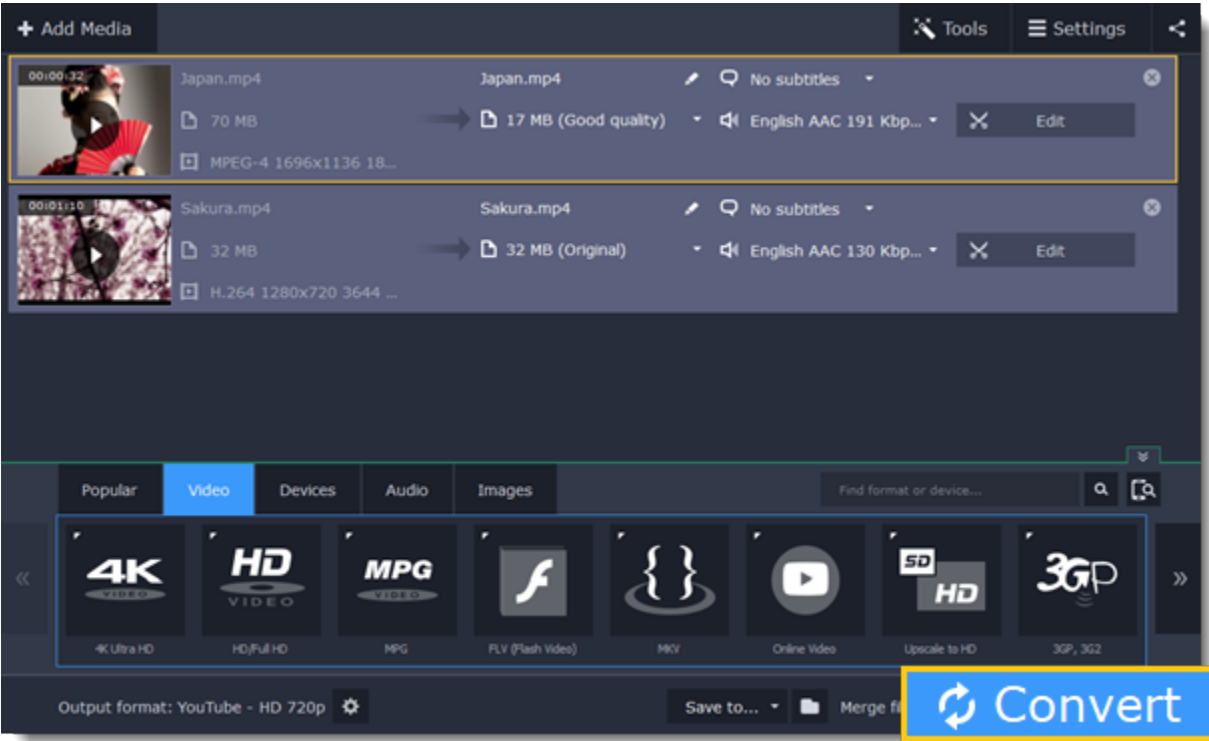 Add Media
Tools
Settings
00:00:32
Japan.mp4
Japan.mp4
No subtitles
70 MB
17 MB (Good quality)
English AAC 191 Kbp...
Edit
MPEG-4 1696x1136 18...
00:01:10
Sakura.mp4
Sakura.mp4
No subtitles
32 MB
32 MB (Original)
English AAC 130 Kbp...
Edit
H.264 1280x720 3644 ...
Popular
Video
Devices
Audio
Images
Find format or device...
4K
VIDEO
HD
VIDEO
MPG
VIDEO
SD
HD
3GP
4K Ultra HD
HD/Full HD
MPG
FLV (Flash Video)
MKV
Online Video
Upscale to HD
3GP, 3G2
Output format: YouTube - HD 720p
Save to...
Merge
Convert